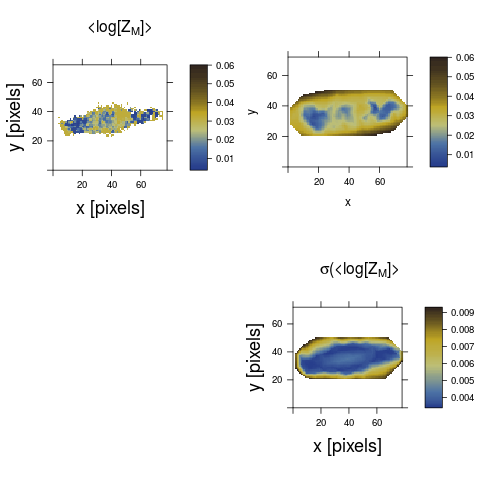 <log[Z_M]>
60
40
20
20 40 60
x [pixels]
y [pixels]
0.06
0.05
0.04
0.03
0.02
0.01
60
40
20
20 40 60
x
y
0.06
0.05
0.04
0.03
0.02
0.01
σ(<log[Z_M]>
60
40
20
20 40 60
x [pixels]
y [pixels]
0.009
0.008
0.007
0.006
0.005
0.004